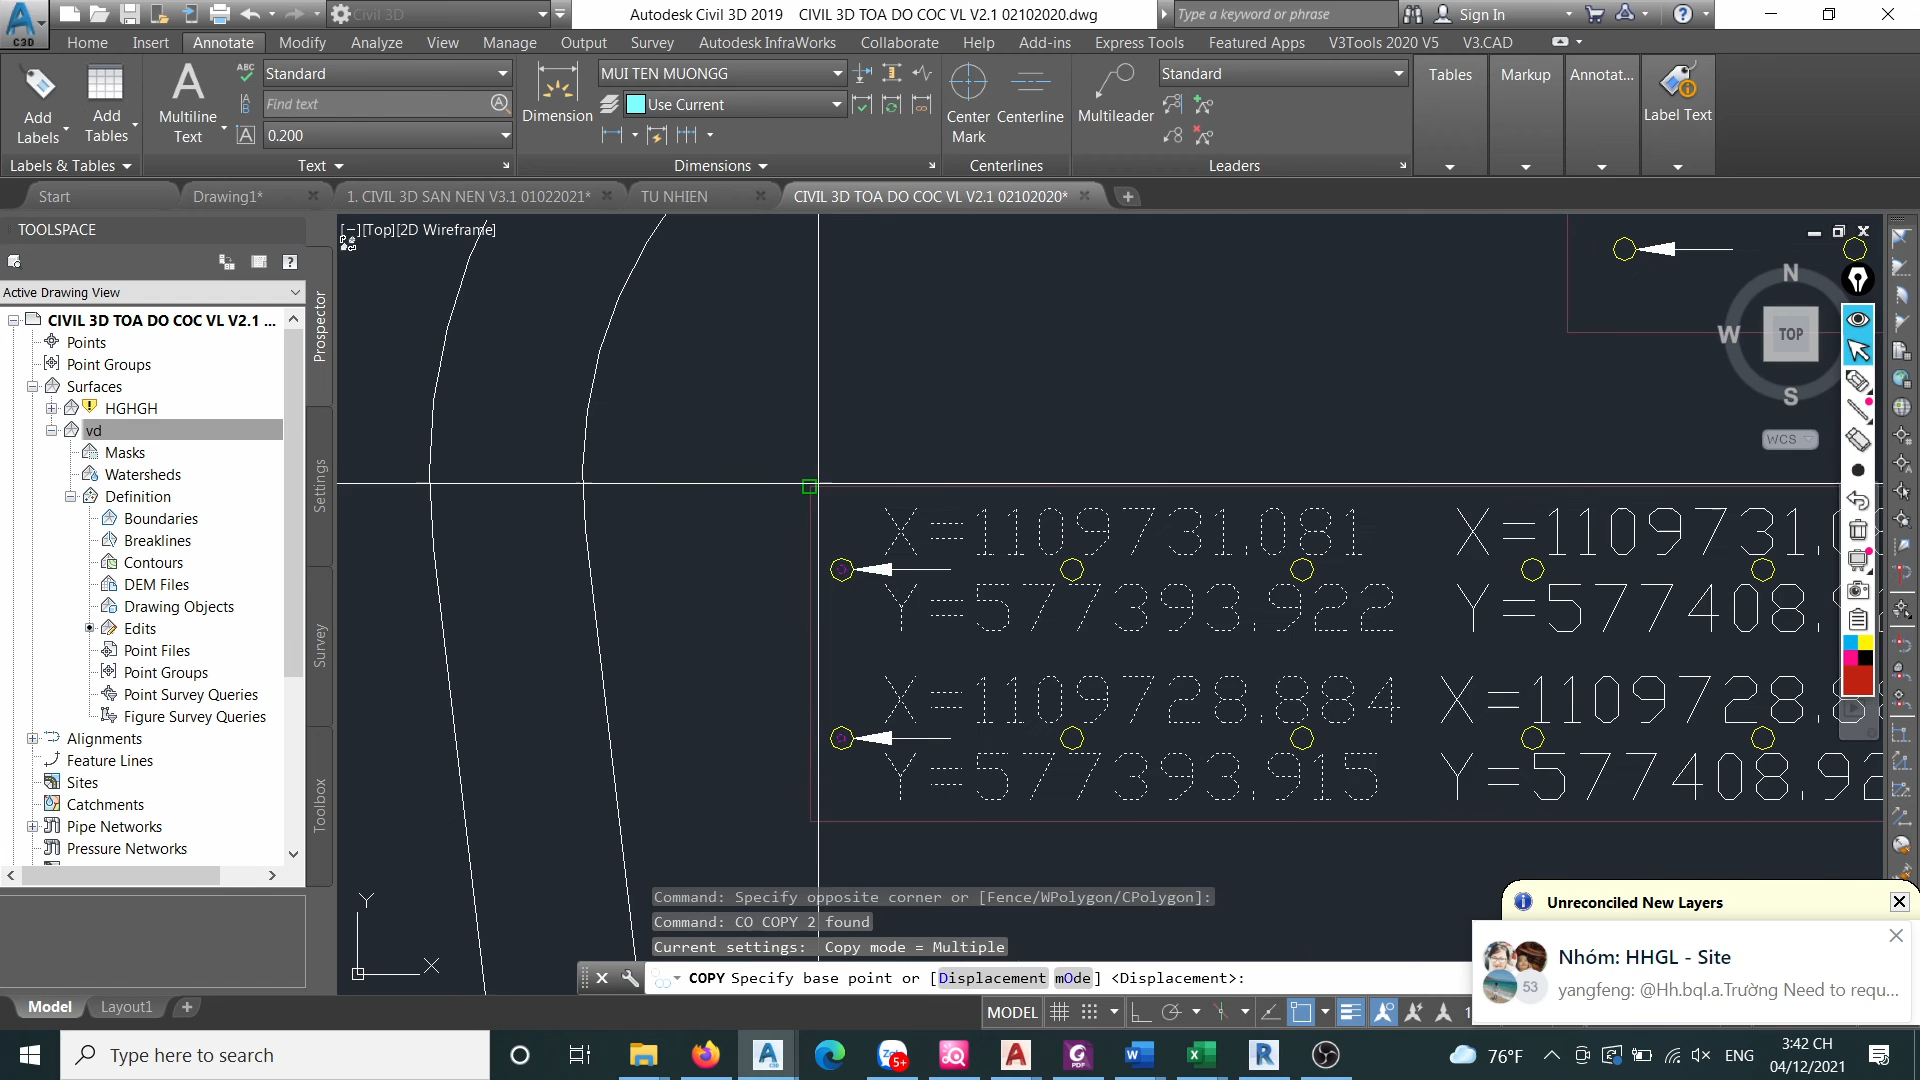 C3D
Civil 3D
Autodesk Civil 3D 2019 CIVIL 3D TOA DO COC VL V2.1 02102020.dwg
Type a keyword or phrase
Sign In
Home Insert Annotate Modify Analyze View Manage Output Survey Autodesk InfraWorks Collaborate Help Add-ins Express Tools Featured Apps V3Tools 2020 V5 V3.CAD
Add Labels
Add Tables
Labels & Tables
Multiline Text
ABC
Standard
Find text
0.200
Text
Dimension
MUI TEN MUONGG
Use Current
Dimensions
Center Mark
Centerline
Centerlines
Multileader
Standard
Leaders
Tables
Markup
Annotat...
Label Text
Start
Drawing1*
1. CIVIL 3D SAN NEN V3.1 01022021*
TU NHIEN
CIVIL 3D TOA DO COC VL V2.1 02102020*
TOOLSPACE
Active Drawing View
CIVIL 3D TOA DO COC VL V2.1 ...
Points
Point Groups
Surfaces
HGHGH
vd
Masks
Watersheds
Definition
Boundaries
Breaklines
Contours
DEM Files
Drawing Objects
Edits
Point Files
Point Groups
Point Survey Queries
Figure Survey Queries
Alignments
Feature Lines
Sites
Catchments
Pipe Networks
Pressure Networks
Prospector
Settings
Survey
Toolbox
[−][Top][2D Wireframe]
N
W
TOP
S
WCS
X=1109731.081
Y=577393.922
X=1109728.884
Y=577393.915
X=1109731.0
Y=577408.9
X=1109728.8
Y=577408.92
Y
X
Command: Specify opposite corner or [Fence/WPolygon/CPolygon]:
Command: CO COPY 2 found
Current settings: Copy mode = Multiple
COPY Specify base point or [Displacement mOde] <Displacement>:
Unreconciled New Layers
Nhóm: HHGL - Site
53
yangfeng: @Hh.bql.a.Trường Need to requ...
Model
Layout1
MODEL
Type here to search
5+
76°F
ENG
3:42 CH
04/12/2021